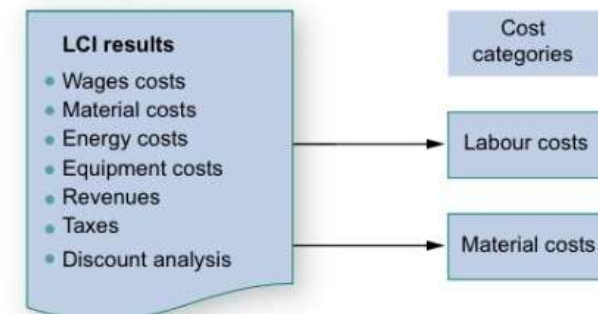 LCI results
Wages costs
Material costs
Energy costs
Equipment costs
Revenues
Taxes
Discount analysis
Cost
categories
Labour costs
Material costs